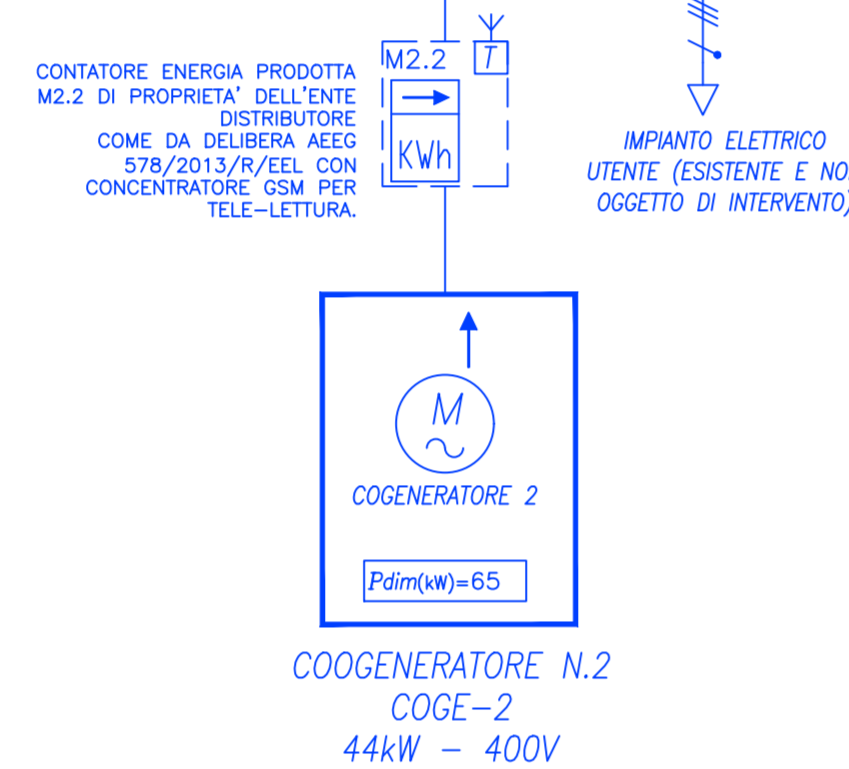 CONTATORE ENERGIA PRODOTTA
M2.2 DI PROPRIETA' DELL'ENTE
DISTRIBUTORE
COME DA DELIBERA AEEG
578/2013/R/EEL CON
CONCENTRATORE GSM PER
TELE-LETTURA.
M2.2
T
KWh
IMPIANTO ELETTRICO
UTENTE (ESISTENTE E NO
OGGETTO DI INTERVENTO)
M
COGENERATORE 2
Pdim(kW)=65
COOGENERATORE N.2
COGE-2
44kW - 400V